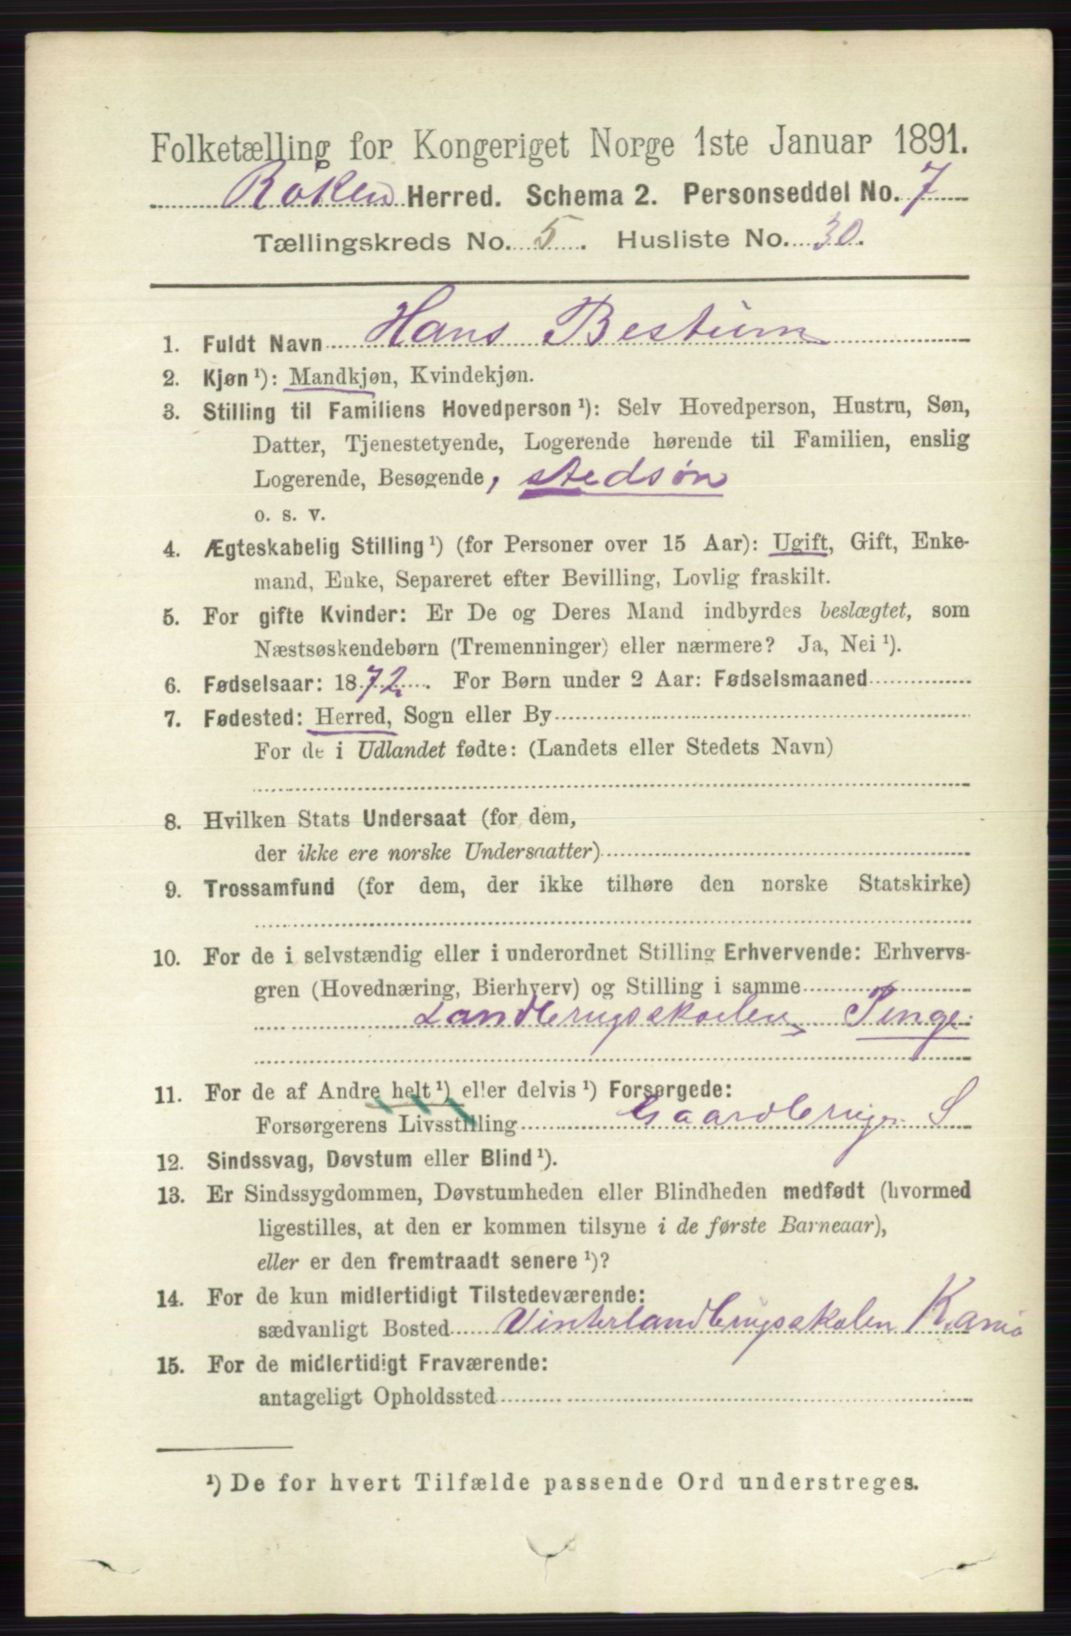 Folketælling for Kongeriget Norge 1ste Januar 1891.
Røken Herred. Schema 2. Personseddel No. 7
Tællingskreds No. 5. Husliste No. 30.
1. Fuldt Navn Hans Bestum
2. Kjøn ¹): Mandkjøn, Kvindekjøn.
3. Stilling til Familiens Hovedperson ¹): Selv Hovedperson, Hustru, Søn,
Datter, Tjenestetyende, Logerende hørende til Familien, enslig
Logerende, Besøgende, stedsøn
o. s. v.
4. Ægteskabelig Stilling ¹) (for Personer over 15 Aar): Ugift, Gift, Enke-
mand, Enke, Separeret efter Bevilling, Lovlig fraskilt.
5. For gifte Kvinder: Er De og Deres Mand indbyrdes beslægtet, som
Næstsøskendebørn (Tremenninger) eller nærmere? Ja, Nei ¹).
6. Fødselsaar: 1872. For Børn under 2 Aar: Fødselsmaaned
7. Fødested: Herred, Sogn eller By
For de i Udlandet fødte: (Landets eller Stedets Navn)
8. Hvilken Stats Undersaat (for dem,
der ikke ere norske Undersaatter)
9. Trossamfund (for dem, der ikke tilhøre den norske Statskirke)
10. For de i selvstændig eller i underordnet Stilling Erhvervende: Erhvervs-
gren (Hovednæring, Bierhverv) og Stilling i samme
Landbrugsskolen,
11. For de af Andre helt ¹) eller delvis ¹) Forsørgede:
Forsørgerens Livsstilling Gaardbruger S
12. Sindssvag, Døvstum eller Blind ¹).
13. Er Sindssygdommen, Døvstumheden eller Blindheden medfødt (hvormed
ligestilles, at den er kommen tilsyne i de første Barneaar),
eller er den fremtraadt senere ¹)?
14. For de kun midlertidigt Tilstedeværende:
sædvanligt Bosted Vinterlandbrugsskolen
15. For de midlertidigt Fraværende:
antageligt Opholdssted
¹) De for hvert Tilfælde passende Ord understreges.